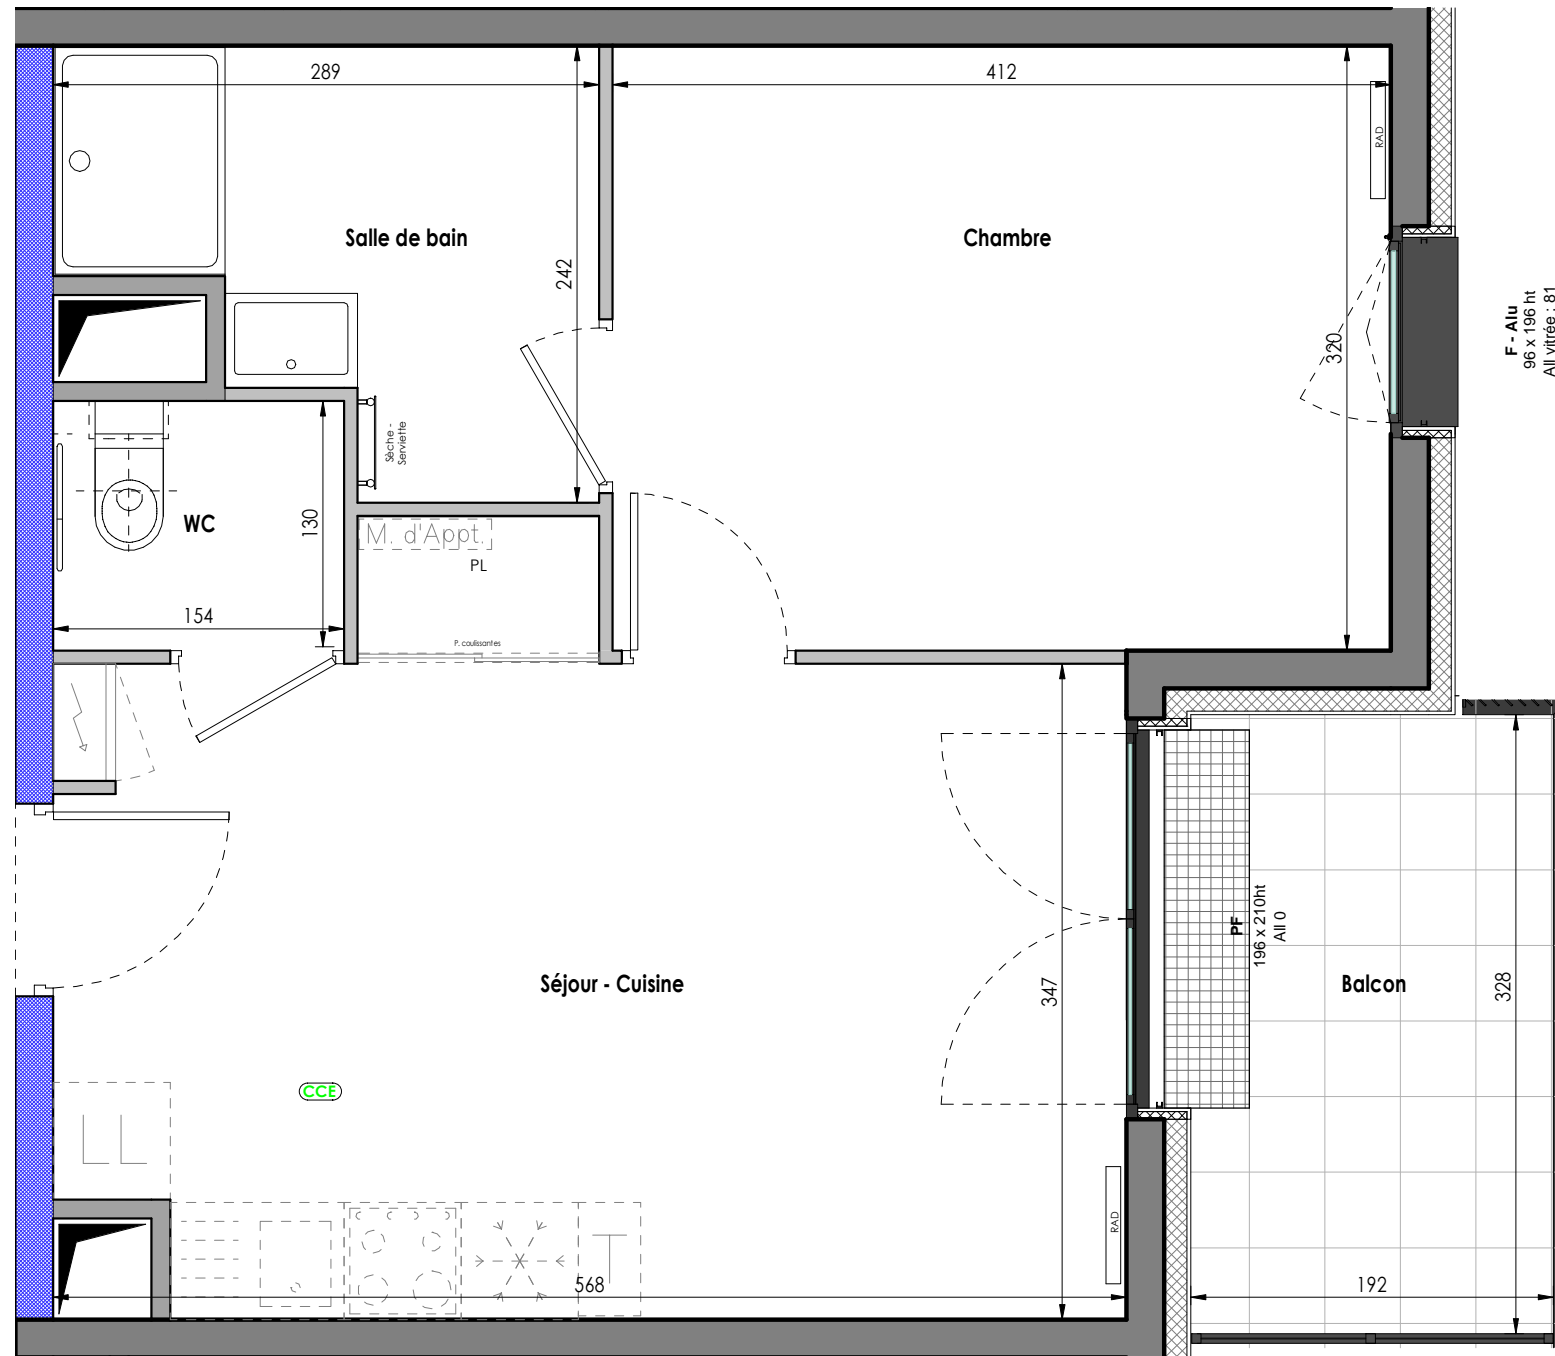 289
412
RAD
Salle de bain
Chambre
242
320
F - Alu
96 x 196 ht
All vitrée : 81
Sèche -
Serviette
WC
130
M. d'Appt.
PL
154
P. coulissantes
PF
196 x 210ht
All 0
Séjour - Cuisine
347
Balcon
328
CCE
LL
RAD
T
568
192